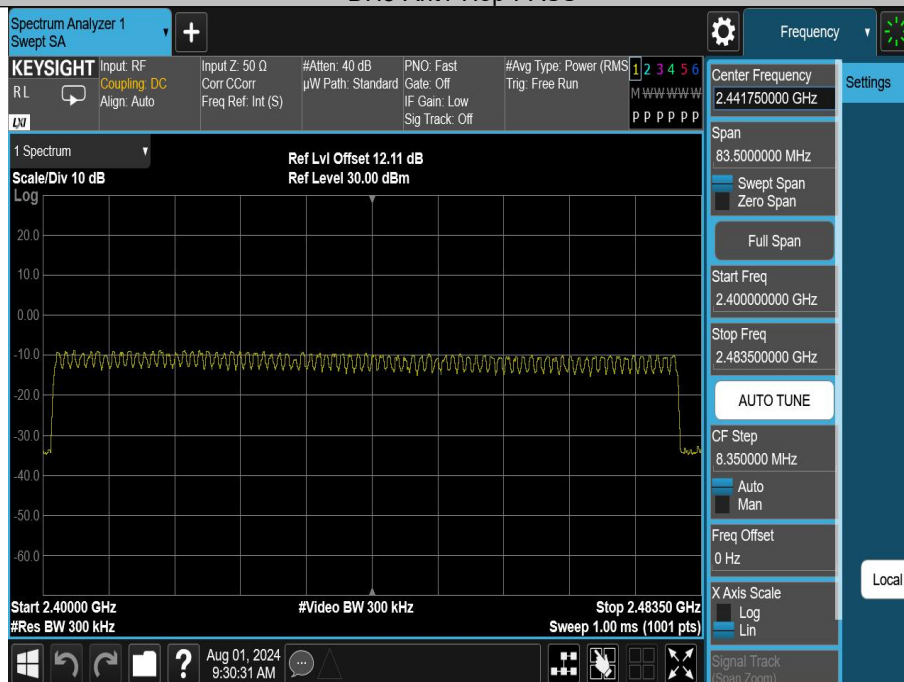 Spectrum Analyzer 1
Swept SA
+
Frequency
KEYSIGHT
RL
LXI
Input: RF
Coupling: DC
Align: Auto
Input Z: 50 Ω
Corr CCorr
Freq Ref: Int (S)
#Atten: 40 dB
µW Path: Standard
PNO: Fast
Gate: Off
IF Gain: Low
Sig Track: Off
#Avg Type: Power (RMS
Trig: Free Run
1 2 3 4 5 6
M W W W W W
P P P P P P
Center Frequency
2.441750000 GHz
Settings
Span
83.5000000 MHz
Swept Span
Zero Span
Full Span
Start Freq
2.400000000 GHz
Stop Freq
2.483500000 GHz
AUTO TUNE
CF Step
8.350000 MHz
Auto
Man
Freq Offset
0 Hz
X Axis Scale
Log
Lin
Signal Track
(Span Zoom)
Local
1 Spectrum
Scale/Div 10 dB
Ref Lvl Offset 12.11 dB
Ref Level 30.00 dBm
Log
20.0
10.0
0.00
-10.0
-20.0
-30.0
-40.0
-50.0
-60.0
Start 2.40000 GHz
#Video BW 300 kHz
Stop 2.48350 GHz
#Res BW 300 kHz
Sweep 1.00 ms (1001 pts)
?
Aug 01, 2024
9:30:31 AM